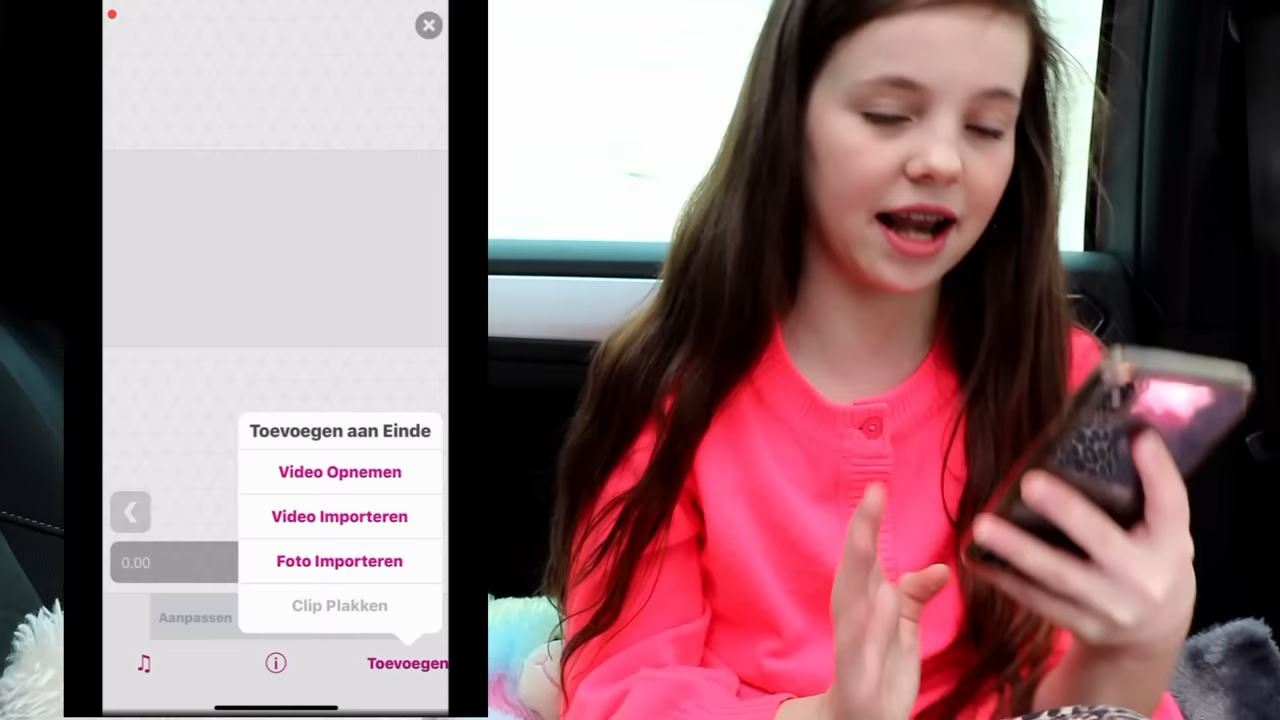 Toevoegen aan Einde
Video Opnemen
Video Importeren
Foto Importeren
Clip Plakken
0.00
Aanpassen
Toevoegen